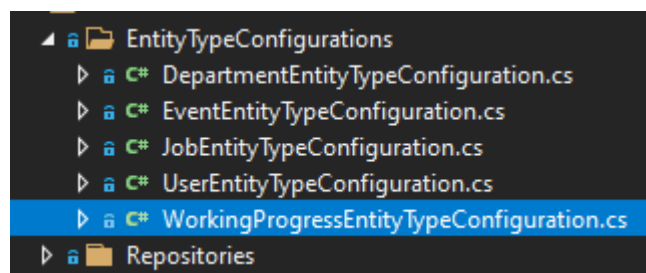 EntityTypeConfigurations
C# DepartmentEntityTypeConfiguration.cs
C# EventEntityTypeConfiguration.cs
C# JobEntityTypeConfiguration.cs
C# UserEntityTypeConfiguration.cs
C# WorkingProgressEntityTypeConfiguration.cs
Repositories